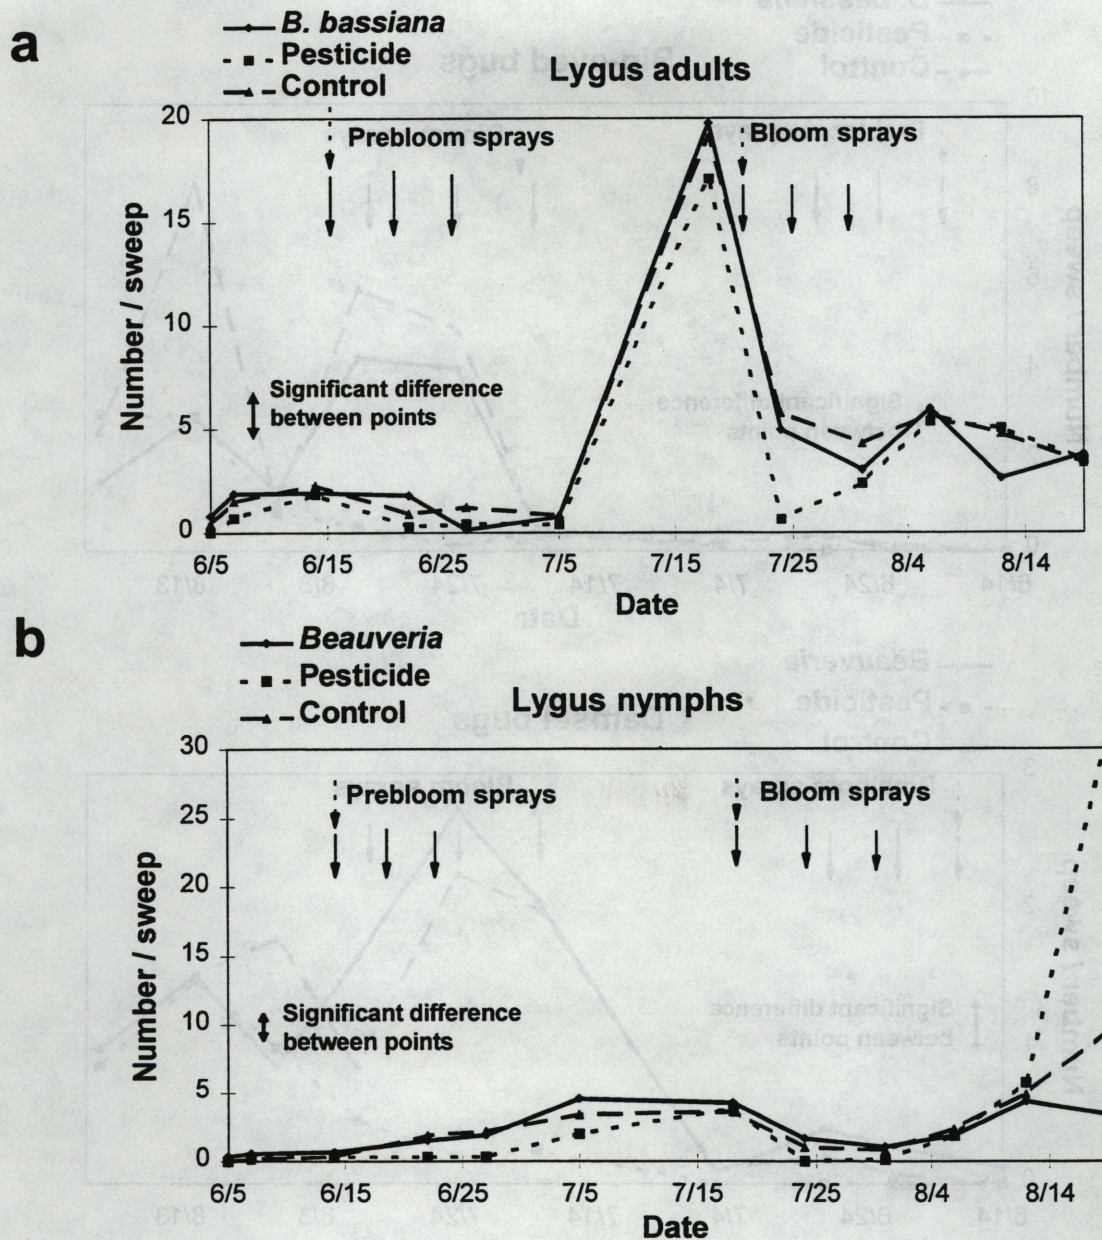 a
B. bassiana
Pesticide
Control
Lygus adults
20
15
10
5
0
Number / sweep
Prebloom sprays
Bloom sprays
Significant difference
between points
6/5 6/15 6/25 7/5 7/15 7/25 8/4 8/14
Date
b
Beauveria
Pesticide
Control
Lygus nymphs
30
25
20
15
10
5
0
Number / sweep
Prebloom sprays
Bloom sprays
Significant difference
between points
6/5 6/15 6/25 7/5 7/15 7/25 8/4 8/14
Date